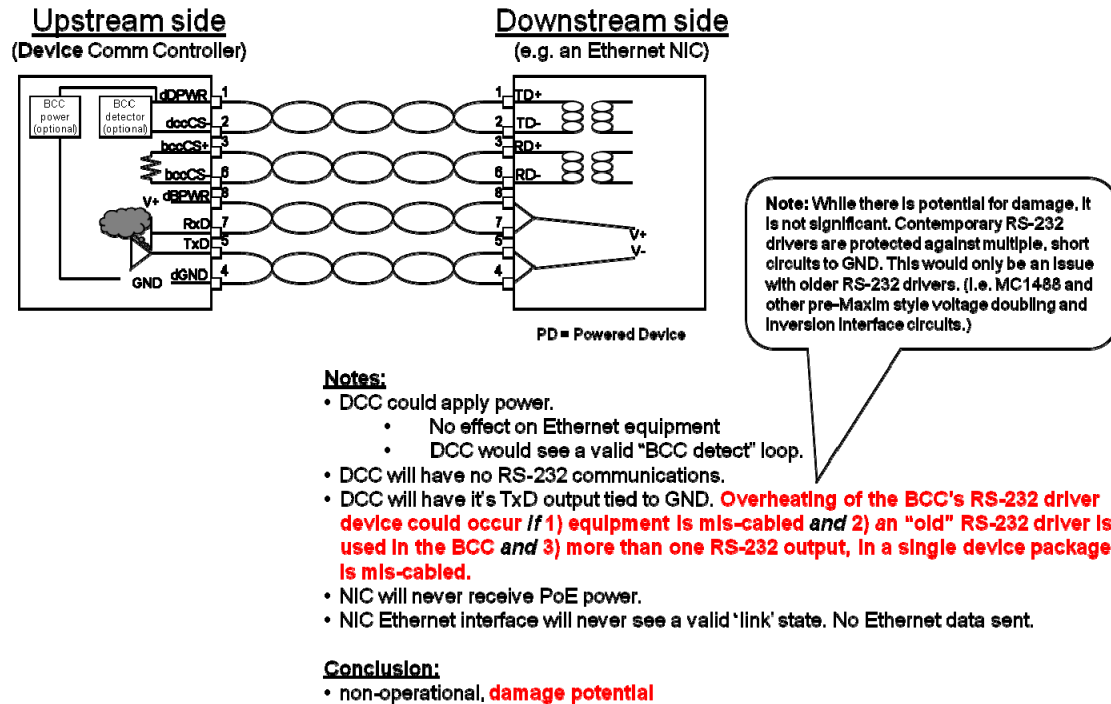 Upstream side
(Device Comm Controller)
Downstream side
(e.g. an Ethernet NIC)
BCC
power
(optional)
BCC
detector
(optional)
dDPWR
1
dccCS-
2
bccCS+
3
bccCS-
6
dBPWR
8
V+
RxD
7
TxD
5
GND
dGND
4
1
TD+
2
TD-
3
RD+
6
RD-
8
7
5
4
V+
V-
PD = Powered Device
Note: While there is potential for damage, it
is not significant. Contemporary RS-232
drivers are protected against multiple, short
circuits to GND. This would only be an issue
with older RS-232 drivers. (i.e. MC1488 and
other pre-Maxim style voltage doubling and
inversion interface circuits.)
Notes:
• DCC could apply power.
• No effect on Ethernet equipment
• DCC would see a valid “BCC detect” loop.
• DCC will have no RS-232 communications.
• DCC will have it’s TxD output tied to GND. Overheating of the BCC’s RS-232 driver
device could occur if 1) equipment is mis-cabled and 2) an “old” RS-232 driver is
used in the BCC and 3) more than one RS-232 output, in a single device package
is mis-cabled.
• NIC will never receive PoE power.
• NIC Ethernet interface will never see a valid ‘link’ state. No Ethernet data sent.
Conclusion:
• non-operational, damage potential